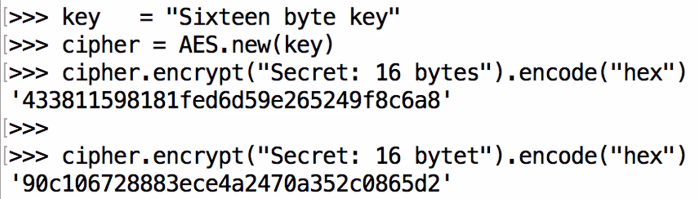 [>>> key   = "Sixteen byte key"
[>>> cipher = AES.new(key)
[>>> cipher.encrypt("Secret: 16 bytes").encode("hex")
'433811598181fed6d59e265249f8c6a8'
[>>>
[>>> cipher.encrypt("Secret: 16 bytet").encode("hex")
'90c106728883ece4a2470a352c0865d2'